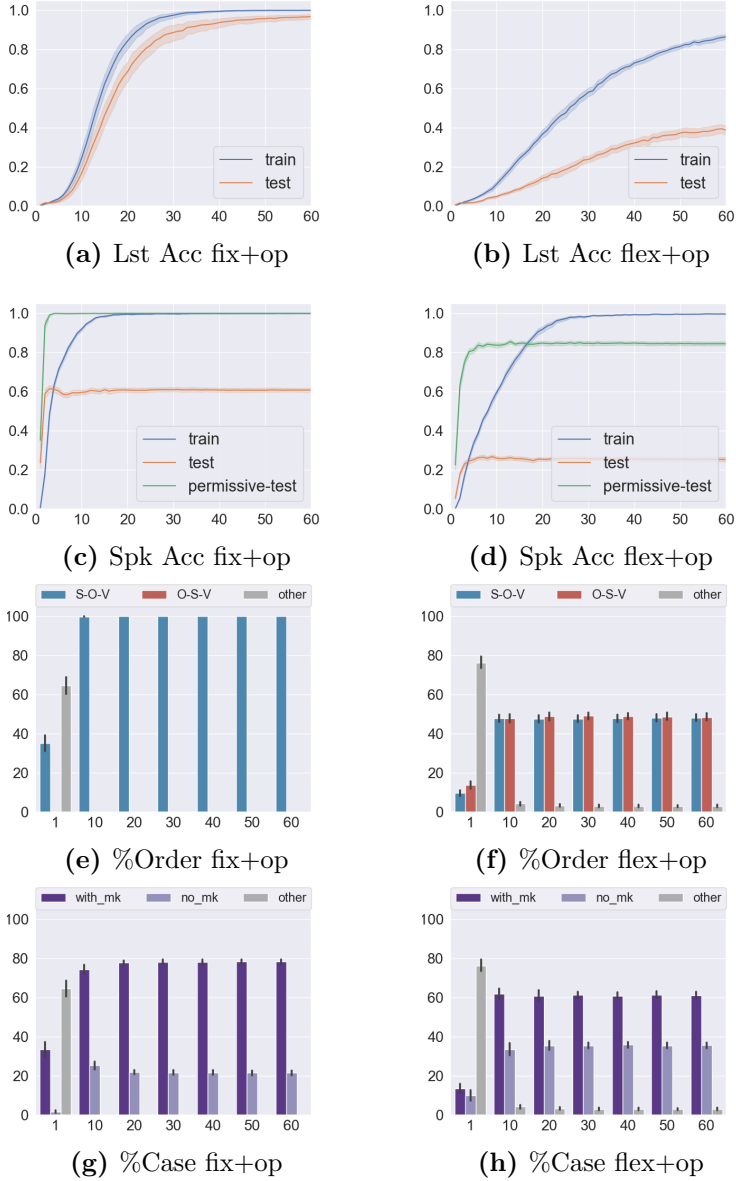 1.0
0.8
0.6
0.4
0.2
0.0
train
test
0 10 20 30 40 50 60
(a) Lst Acc fix+op
1.0
0.8
0.6
0.4
0.2
0.0
train
test
0 10 20 30 40 50 60
(b) Lst Acc flex+op
1.0
0.8
0.6
0.4
0.2
0.0
train
test
permissive-test
0 10 20 30 40 50 60
(c) Spk Acc fix+op
1.0
0.8
0.6
0.4
0.2
0.0
train
test
permissive-test
0 10 20 30 40 50 60
(d) Spk Acc flex+op
S-O-V O-S-V other
100
80
60
40
20
0
1 10 20 30 40 50 60
(e) %Order fix+op
S-O-V O-S-V other
100
80
60
40
20
0
1 10 20 30 40 50 60
(f) %Order flex+op
with_mk no_mk other
100
80
60
40
20
0
1 10 20 30 40 50 60
(g) %Case fix+op
with_mk no_mk other
100
80
60
40
20
0
1 10 20 30 40 50 60
(h) %Case flex+op